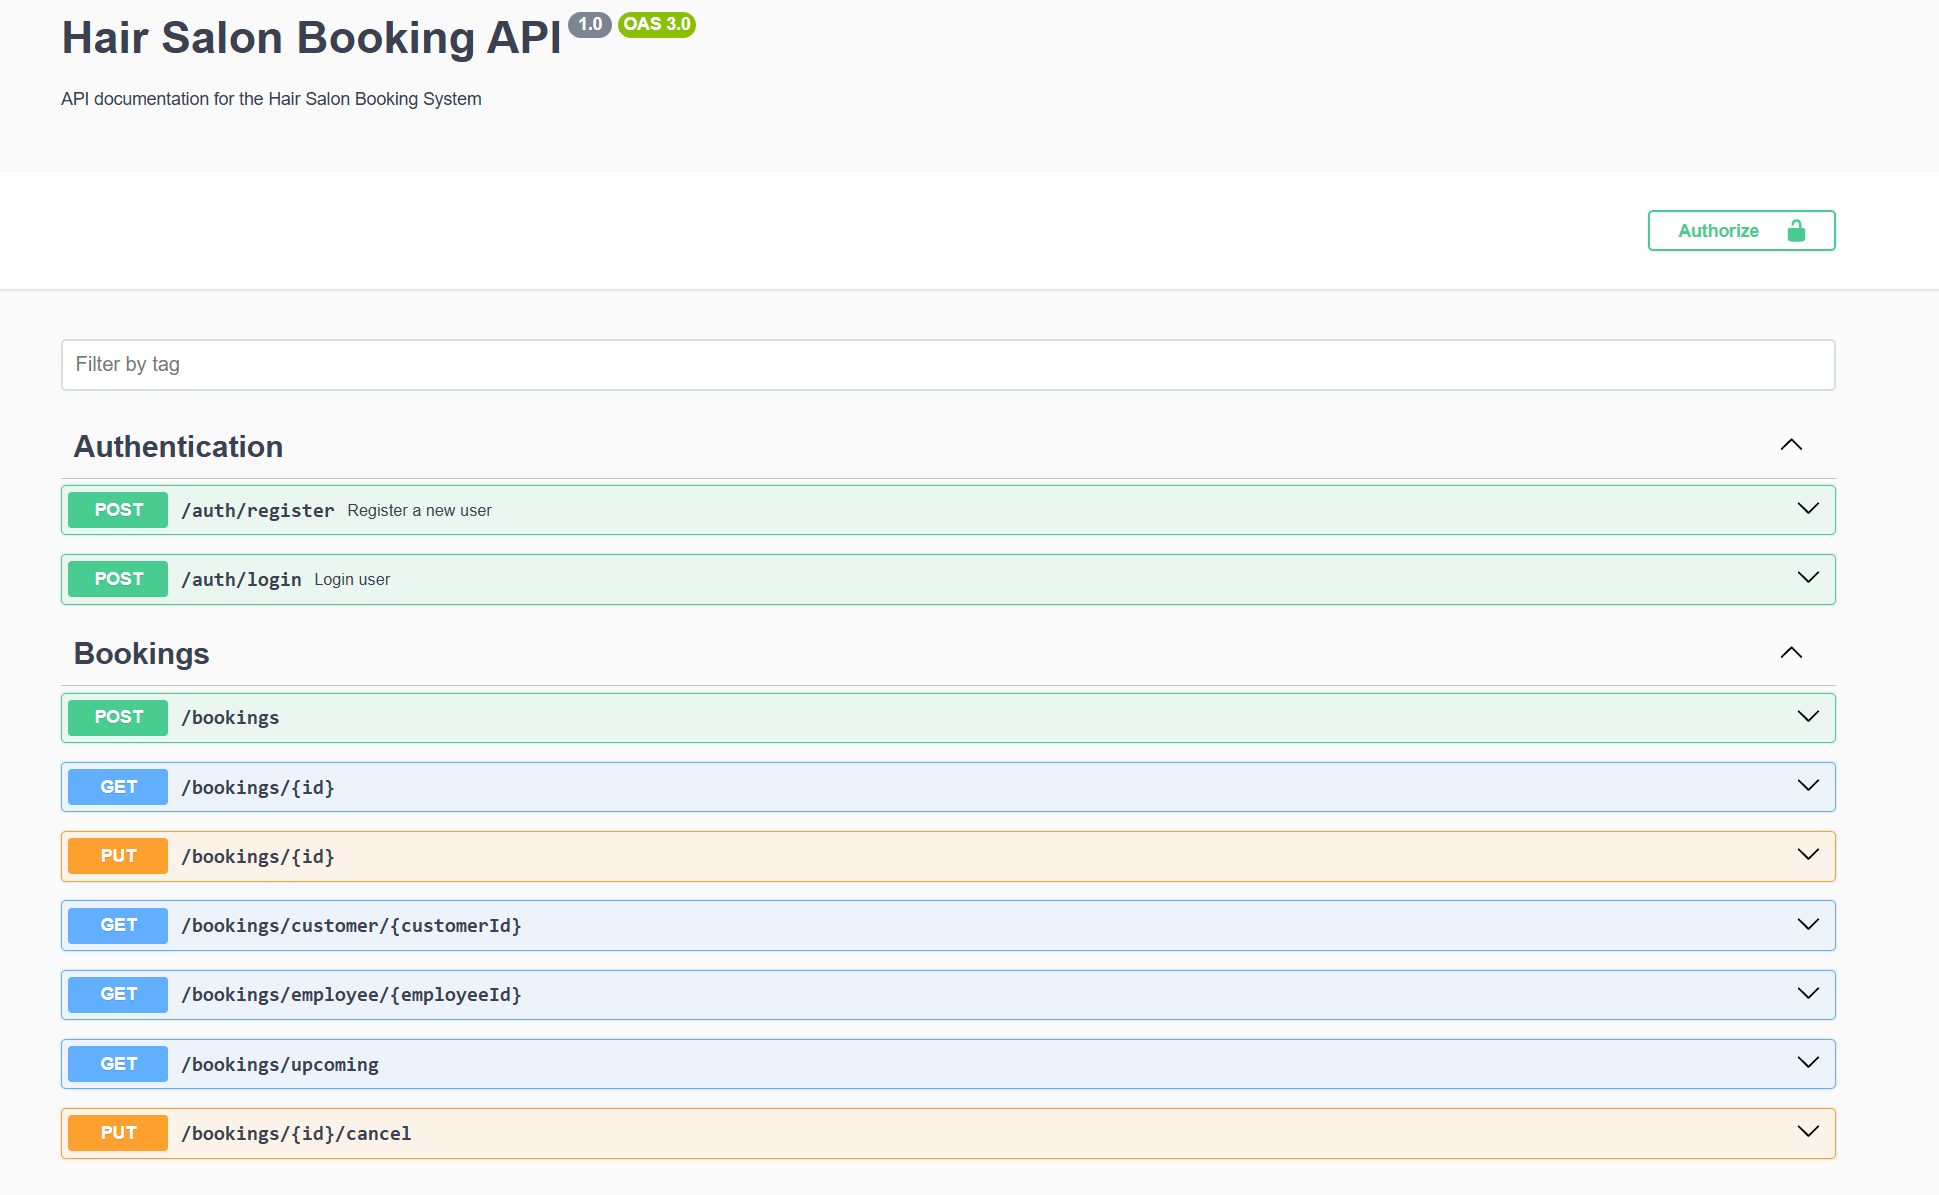 Hair Salon Booking API 1.0 OAS 3.0
API documentation for the Hair Salon Booking System
Authorize
Filter by tag
Authentication
POST /auth/register Register a new user
POST /auth/login Login user
Bookings
POST /bookings
GET /bookings/{id}
PUT /bookings/{id}
GET /bookings/customer/{customerId}
GET /bookings/employee/{employeeId}
GET /bookings/upcoming
PUT /bookings/{id}/cancel